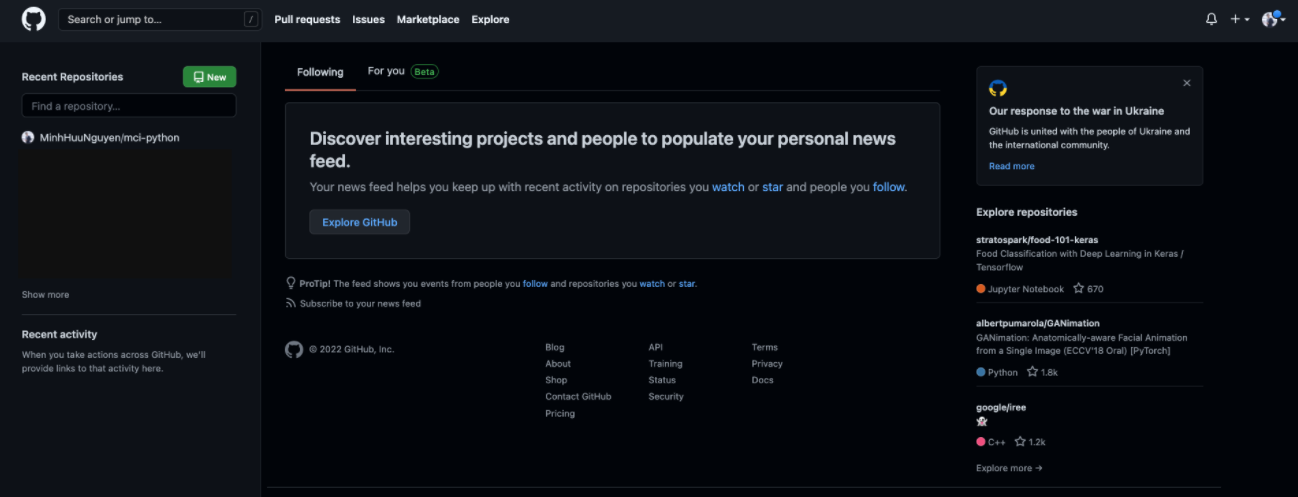 Search or jump to... /
Pull requests Issues Marketplace Explore
Recent Repositories
New
Find a repository...
MinhHuuNguyen/mci-python
Show more
Recent activity
When you take actions across GitHub, we'll
provide links to that activity here.
Following
For you Beta
Discover interesting projects and people to populate your personal news
feed.
Your news feed helps you keep up with recent activity on repositories you watch or star and people you follow.
Explore GitHub
ProTip! The feed shows you events from people you follow and repositories you watch or star.
Subscribe to your news feed
© 2022 GitHub, Inc.
Blog
About
Shop
Contact GitHub
Pricing
API
Training
Status
Security
Terms
Privacy
Docs
Our response to the war in Ukraine
GitHub is united with the people of Ukraine and
the international community.
Read more
Explore repositories
stratospark/food-101-keras
Food Classification with Deep Learning in Keras /
Tensorflow
Jupyter Notebook 670
albertpumarola/GANimation
GANimation: Anatomically-aware Facial Animation
from a Single Image (ECCV'18 Oral) [PyTorch]
Python 1.8k
google/iree
👻
C++ 1.2k
Explore more →